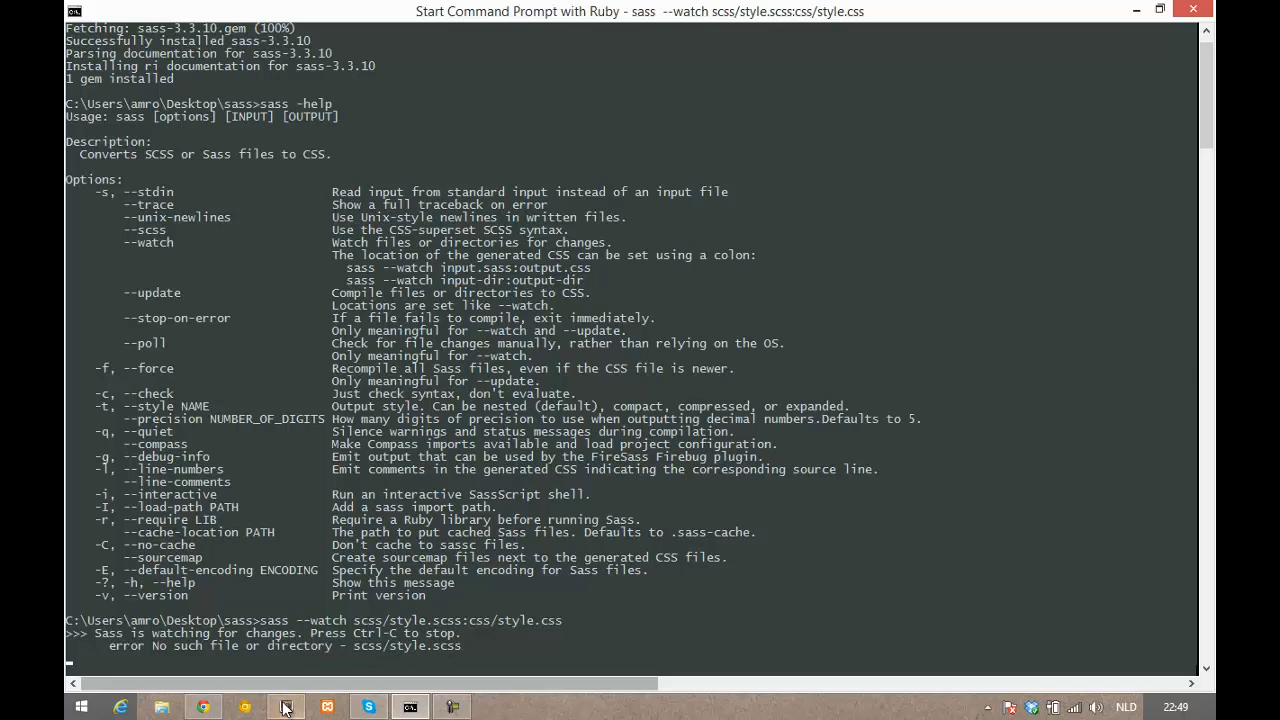 Start Command Prompt with Ruby - sass  --watch scss/style.scss:css/style.css
Fetching: sass-3.3.10.gem (100%)
Successfully installed sass-3.3.10
Parsing documentation for sass-3.3.10
Installing ri documentation for sass-3.3.10
1 gem installed
C:\Users\amro\Desktop\sass>sass -help
Usage: sass [options] [INPUT] [OUTPUT]
Description:
Converts SCSS or Sass files to CSS.
Options:
-s, --stdin Read input from standard input instead of an input file
--trace Show a full traceback on error
--unix-newlines Use Unix-style newlines in written files.
--scss Use the CSS-superset SCSS syntax.
--watch Watch files or directories for changes.
The location of the generated CSS can be set using a colon:
sass --watch input.sass:output.css
sass --watch input-dir:output-dir
--update Compile files or directories to CSS.
Locations are set like --watch.
--stop-on-error If a file fails to compile, exit immediately.
Only meaningful for --watch and --update.
--poll Check for file changes manually, rather than relying on the OS.
Only meaningful for --watch.
-f, --force Recompile all Sass files, even if the CSS file is newer.
Only meaningful for --update.
-c, --check Just check syntax, don't evaluate.
-t, --style NAME Output style. Can be nested (default), compact, compressed, or expanded.
--precision NUMBER_OF_DIGITS How many digits of precision to use when outputting decimal numbers.Defaults to 5.
-q, --quiet Silence warnings and status messages during compilation.
--compass Make Compass imports available and load project configuration.
-g, --debug-info Emit output that can be used by the FireSass Firebug plugin.
-l, --line-numbers Emit comments in the generated CSS indicating the corresponding source line.
--line-comments
-i, --interactive Run an interactive SassScript shell.
-I, --load-path PATH Add a sass import path.
-r, --require LIB Require a Ruby library before running Sass.
--cache-location PATH The path to put cached Sass files. Defaults to .sass-cache.
-C, --no-cache Don't cache to sassc files.
--sourcemap Create sourcemap files next to the generated CSS files.
-E, --default-encoding ENCODING Specify the default encoding for Sass files.
-?, -h, --help Show this message
-v, --version Print version
C:\Users\amro\Desktop\sass>sass --watch scss/style.scss:css/style.css
>>> Sass is watching for changes. Press Ctrl-C to stop.
error No such file or directory - scss/style.scss
NLD 22:49